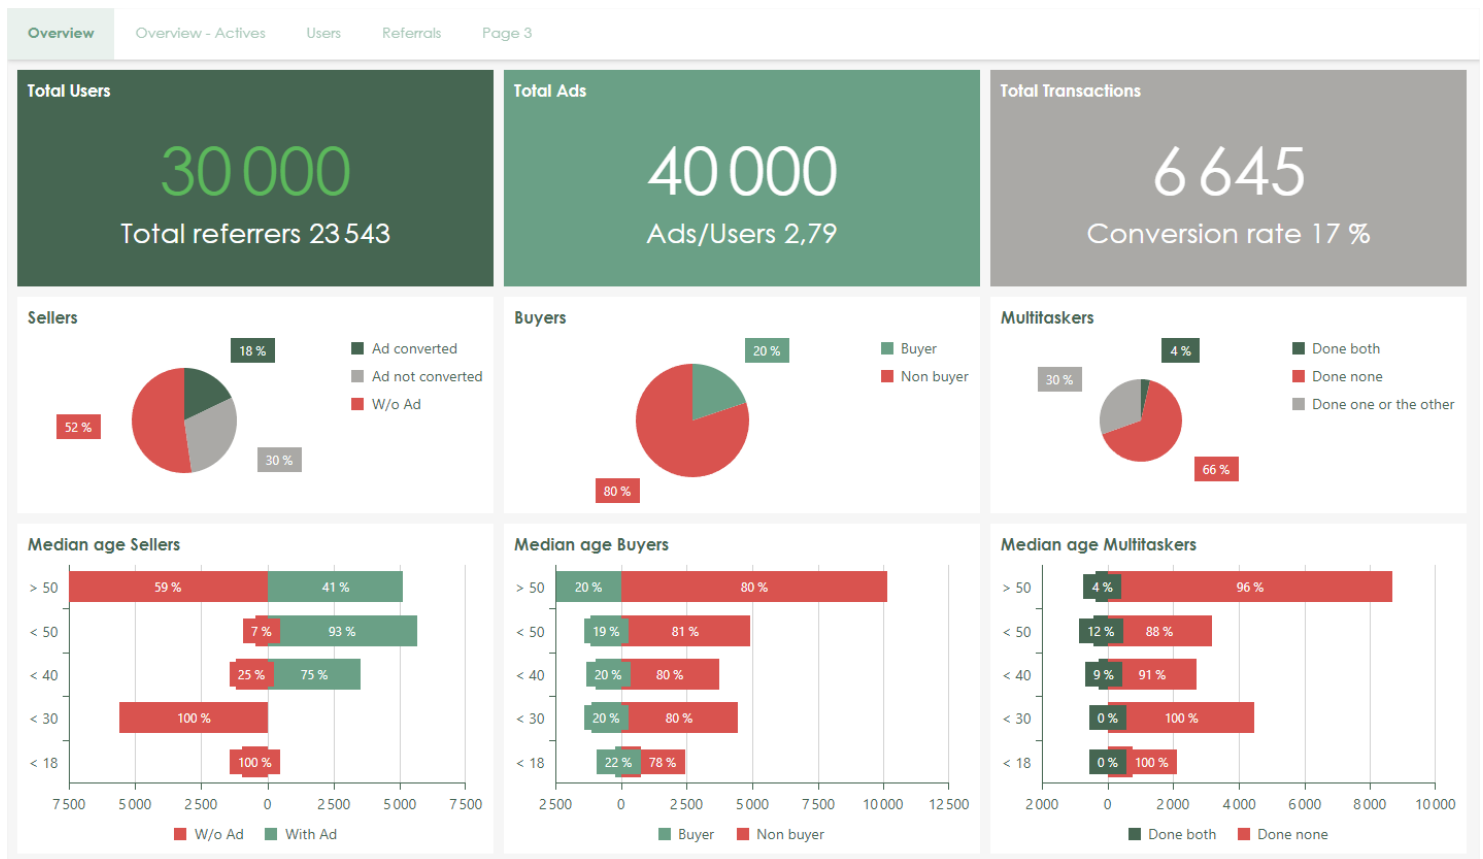 Overview Overview - Actives Users Referrals Page 3
Total Users
30 000
Total referrers 23 543
Total Ads
40 000
Ads/Users 2,79
Total Transactions
6 645
Conversion rate 17 %
Sellers
18 %
52 %
30 %
Ad converted
Ad not converted
W/o Ad
Buyers
20 %
80 %
Buyer
Non buyer
Multitaskers
4 %
30 %
66 %
Done both
Done none
Done one or the other
Median age Sellers
> 50 59 % 41 %
< 50 7 % 93 %
< 40 25 % 75 %
< 30 100 %
< 18 100 %
7 500 5 000 2 500 0 2 500 5 000 7 500
W/o Ad With Ad
Median age Buyers
> 50 20 % 80 %
< 50 19 % 81 %
< 40 20 % 80 %
< 30 20 % 80 %
< 18 22 % 78 %
2 500 0 2 500 5 000 7 500 10 000 12 500
Buyer Non buyer
Median age Multitaskers
> 50 4 % 96 %
< 50 12 % 88 %
< 40 9 % 91 %
< 30 0 % 100 %
< 18 0 % 100 %
2 000 0 2 000 4 000 6 000 8 000 10 000
Done both Done none